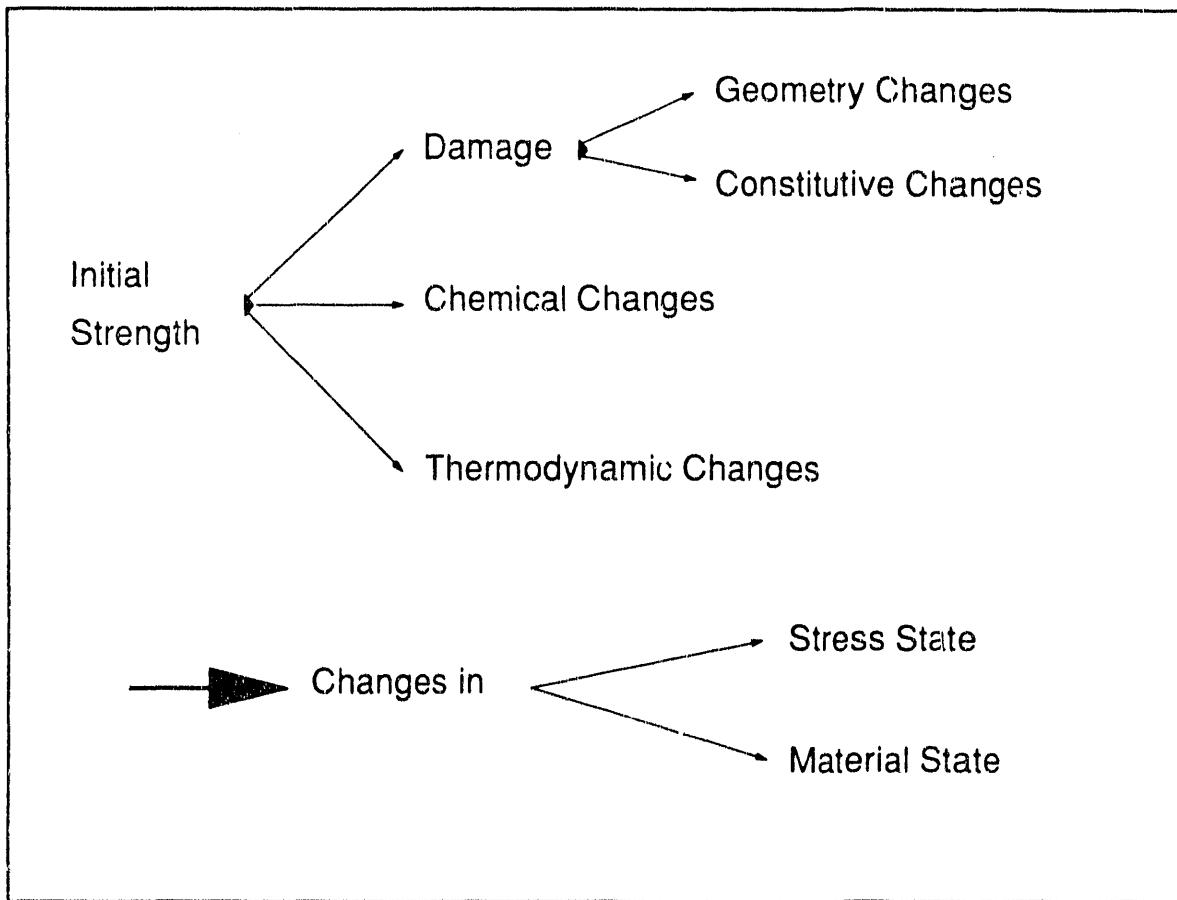 Geometry Changes
Damage
Constitutive Changes
Initial
Strength
Chemical Changes
Thermodynamic Changes
Changes in
Stress State
Material State